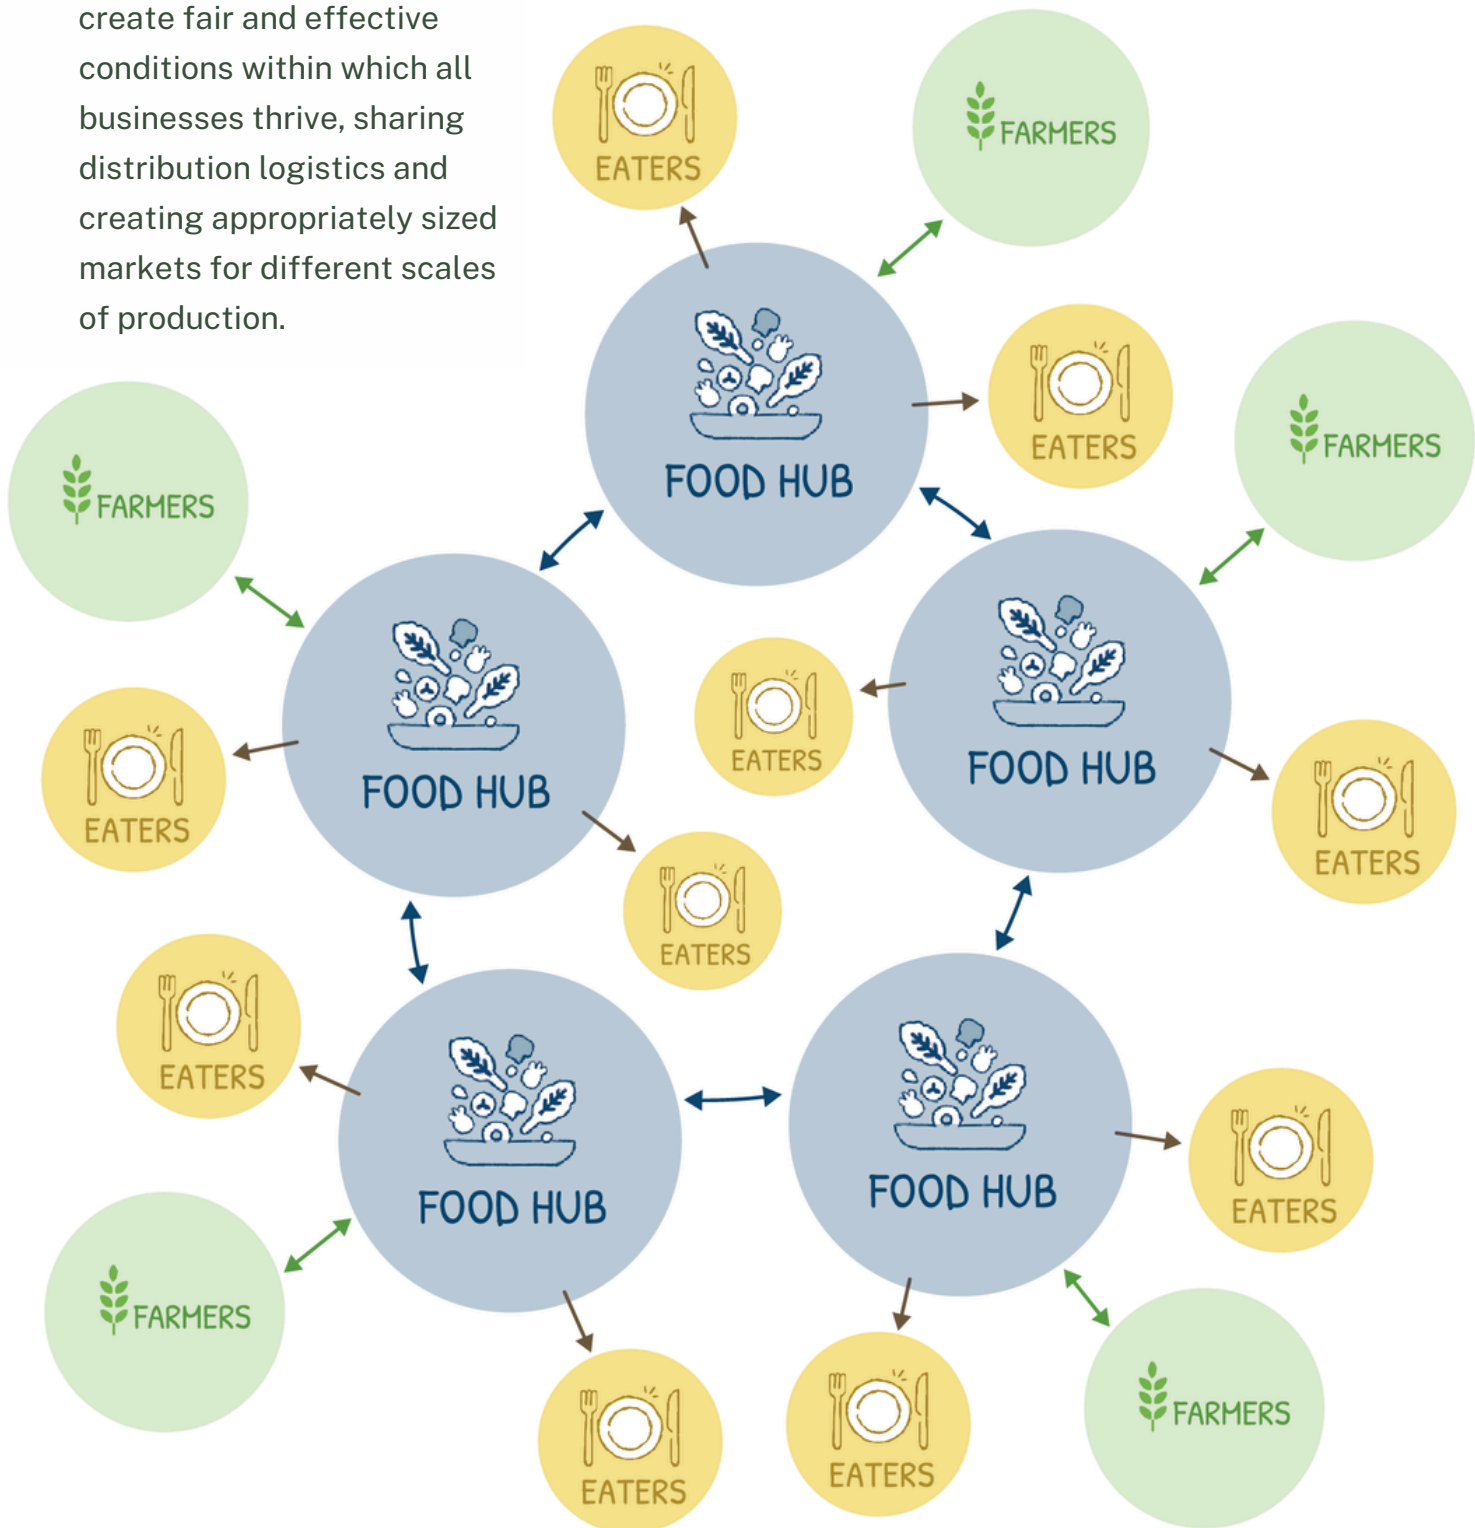 create fair and effective
conditions within which all
businesses thrive, sharing
distribution logistics and
creating appropriately sized
markets for different scales
of production.
EATERS
FARMERS
EATERS
FOOD HUB
FARMERS
FARMERS
EATERS
FOOD HUB
FOOD HUB
EATERS
EATERS
EATERS
EATERS
FOOD HUB
FOOD HUB
EATERS
FARMERS
FARMERS
EATERS
EATERS